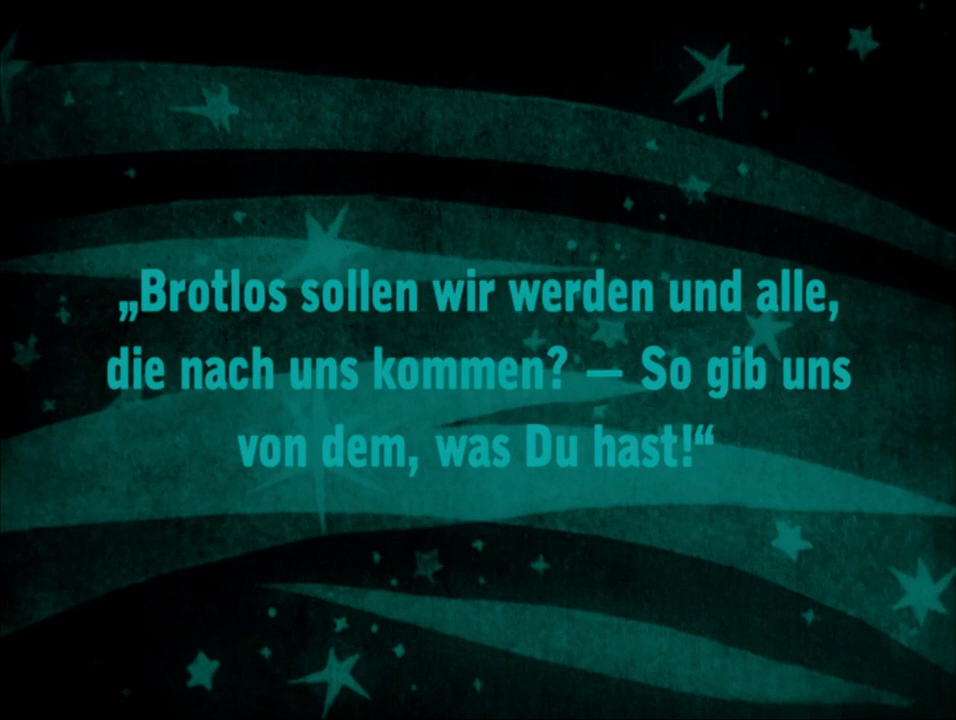 „Brotlos sollen wir werden und alle,
die nach uns kommen? — So gib uns
von dem, was Du hast!“